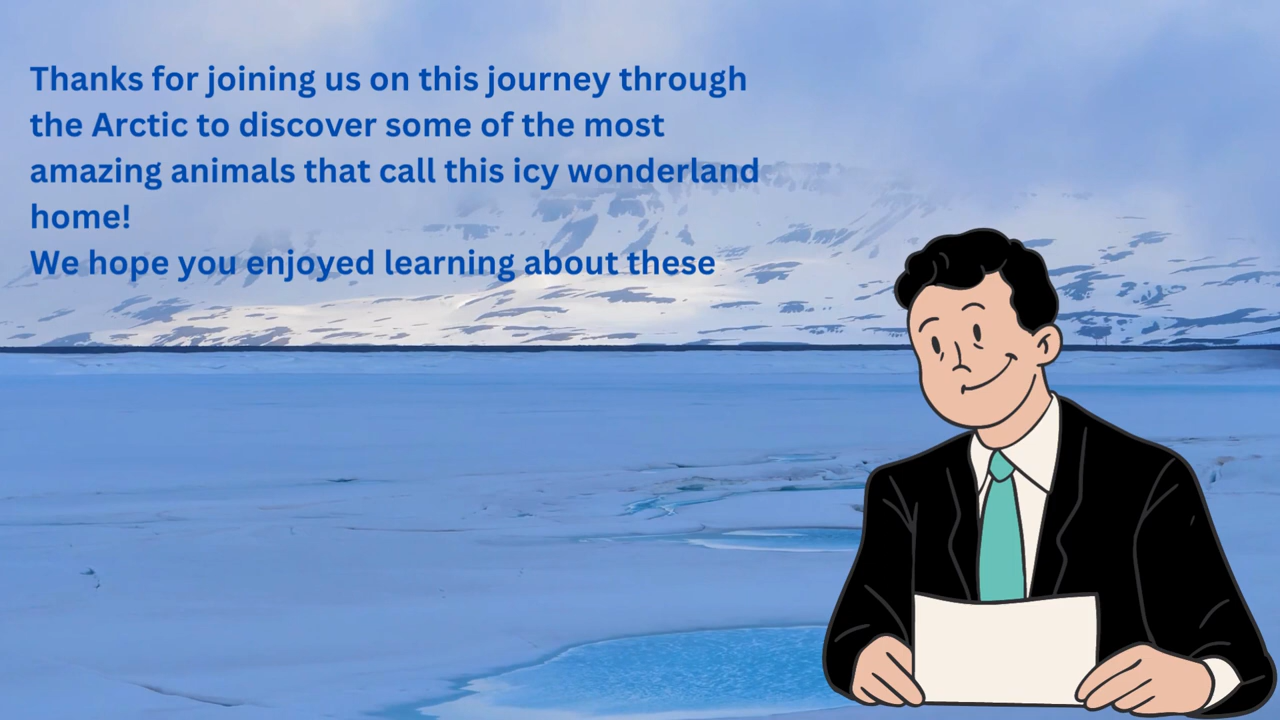 Thanks for joining us on this journey through
the Arctic to discover some of the most
amazing animals that call this icy wonderland
home!
We hope you enjoyed learning about these